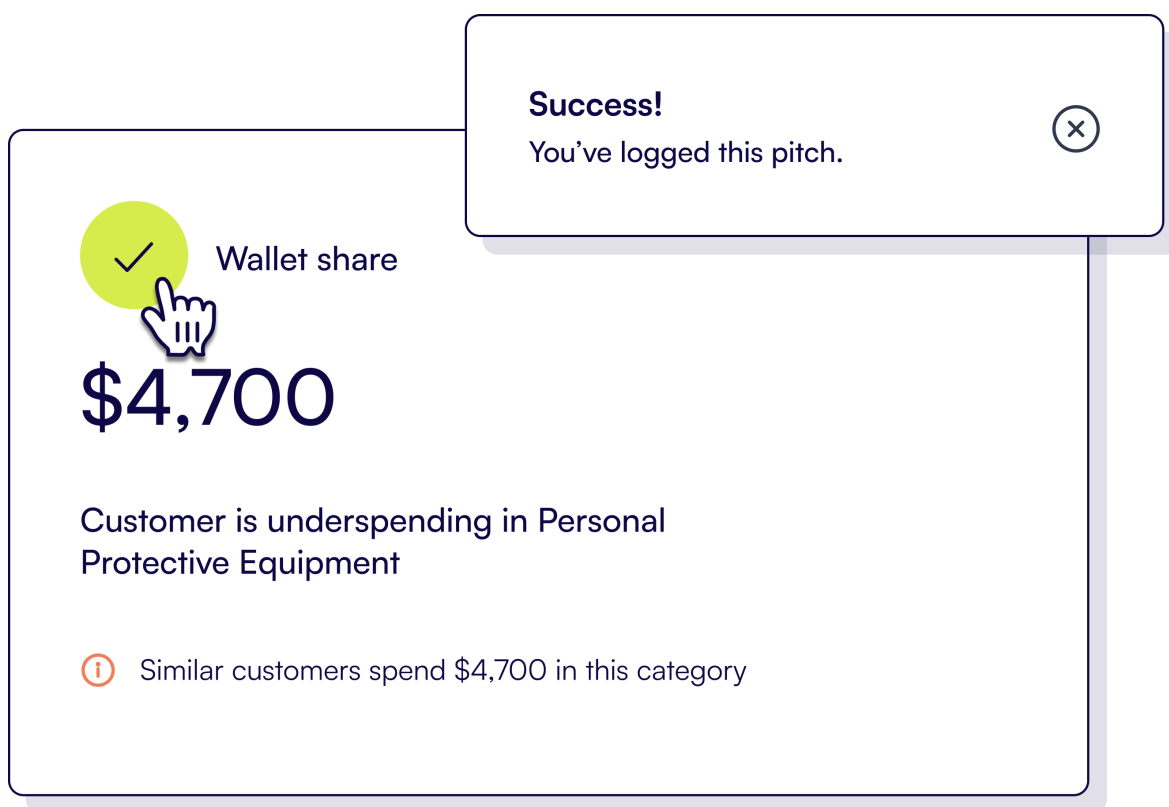 Success!
You’ve logged this pitch.
Wallet share
$4,700
Customer is underspending in Personal
Protective Equipment
Similar customers spend $4,700 in this category